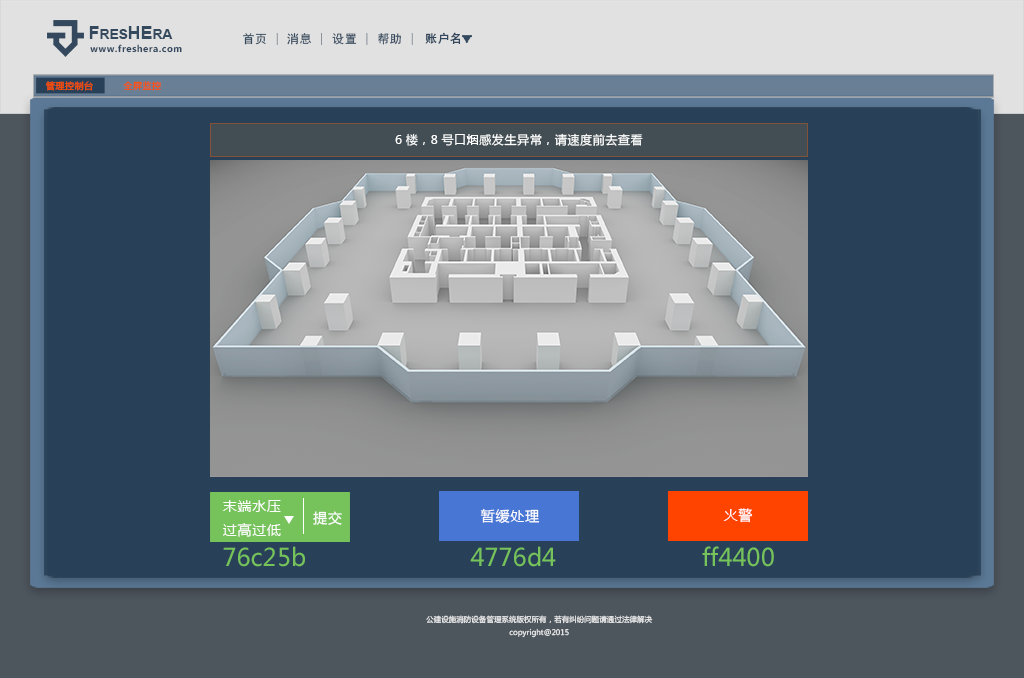 FRESHERA
www.freshera.com
首页 | 消息 | 设置 | 帮助 | 账户名
管理控制台
6 楼，8 号口烟感发生异常，请速度前去查看
末端水压
过高过低
提交
暂缓处理
火警
76c25b
4776d4
ff4400
公建设施消防设备管理系统版权所有，若有纠纷问题请通过法律解决
copyright@2015